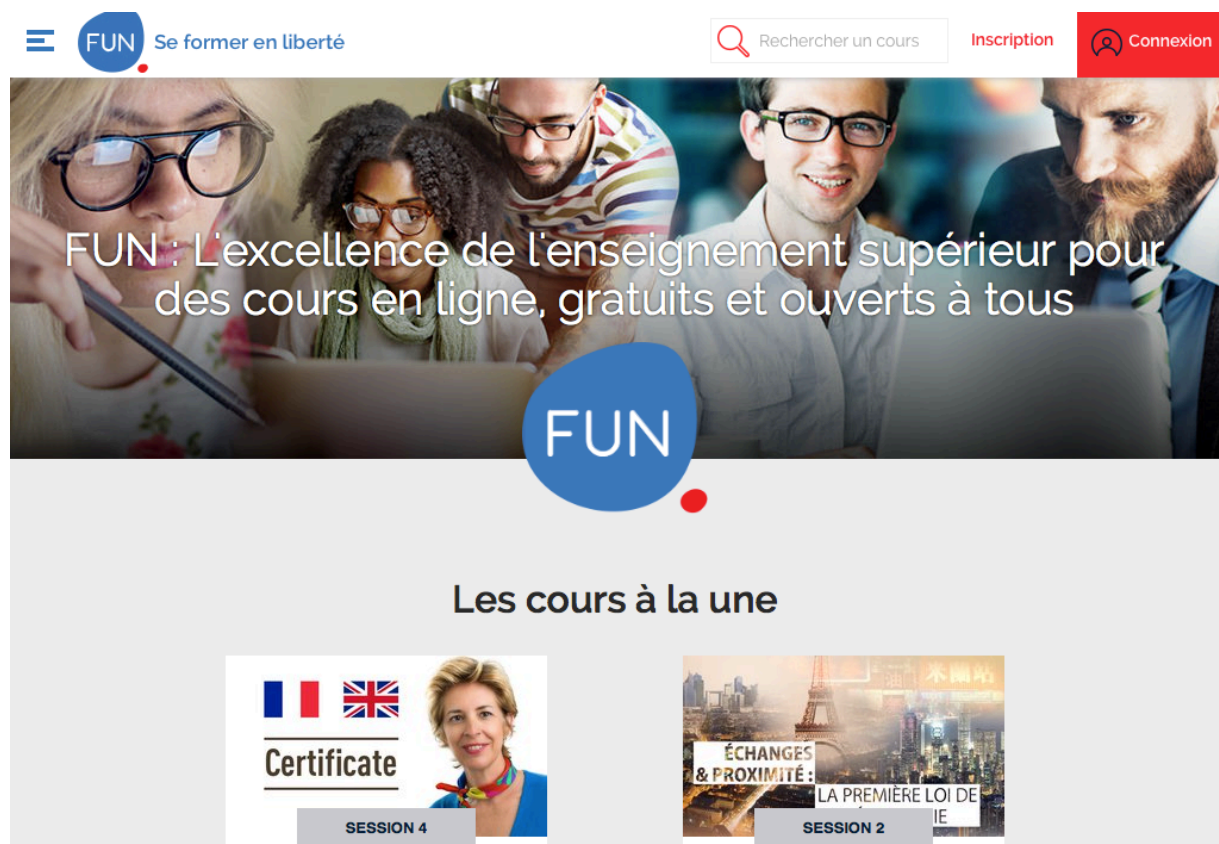 FUN
Se former en liberté
Rechercher un cours
Inscription
Connexion
FUN : L'excellence de l'enseignement supérieur pour
des cours en ligne, gratuits et ouverts à tous
FUN
Les cours à la une
Certificate
SESSION 4
ÉCHANGES
& PROXIMITÉ :
LA PREMIÈRE LOI DE
SESSION 2